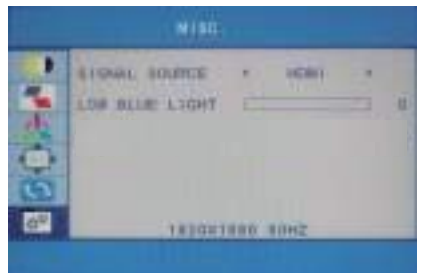 MISC
SIGNAL SOURCE HDMI
LOW BLUE LIGHT 0
1920X1080 60HZ